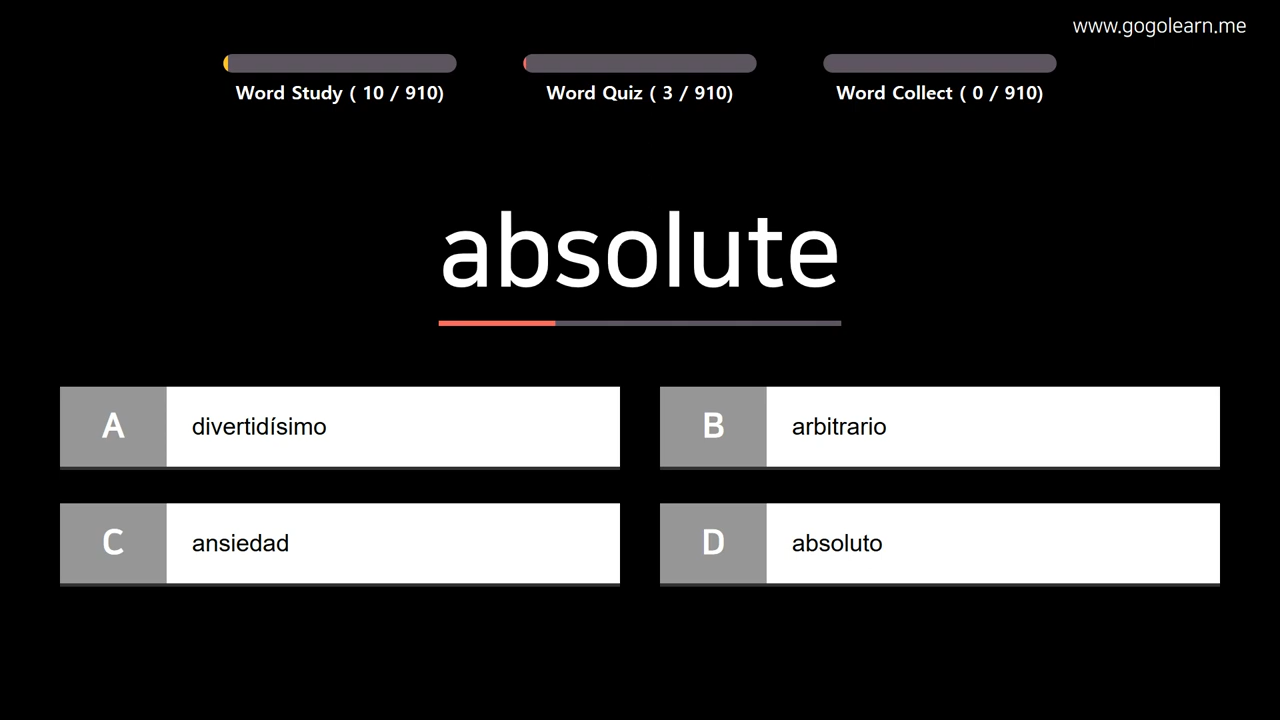 www.gogolearn.me
Word Study ( 10 / 910)
Word Quiz ( 3 / 910)
Word Collect ( 0 / 910)
absolute
A divertidísimo
B arbitrario
C ansiedad
D absoluto